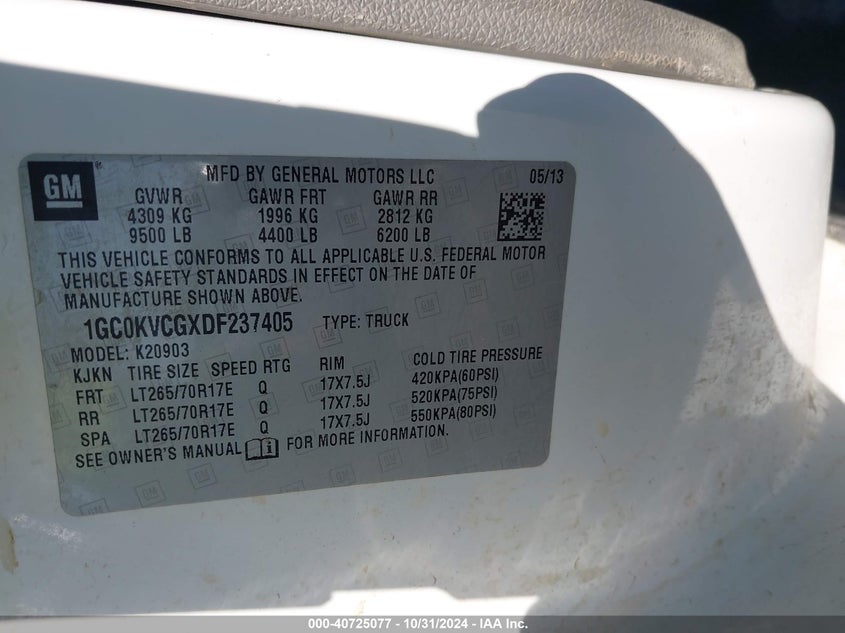 GM ®
MFD BY GENERAL MOTORS LLC 05/13
GVWR GAWR FRT GAWR RR
4309 KG 1996 KG 2812 KG
9500 LB 4400 LB 6200 LB
THIS VEHICLE CONFORMS TO ALL APPLICABLE U.S. FEDERAL MOTOR
VEHICLE SAFETY STANDARDS IN EFFECT ON THE DATE OF
MANUFACTURE SHOWN ABOVE.
1GC0KVCGXDF237405 TYPE: TRUCK
MODEL: K20903
KJKN TIRE SIZE SPEED RTG RIM COLD TIRE PRESSURE
FRT LT265/70R17E Q 17X7.5J 420KPA(60PSI)
RR LT265/70R17E Q 17X7.5J 520KPA(75PSI)
SPA LT265/70R17E Q 17X7.5J 550KPA(80PSI)
SEE OWNER'S MANUAL FOR MORE INFORMATION.
000-40725077 - 10/31/2024 - IAA Inc.